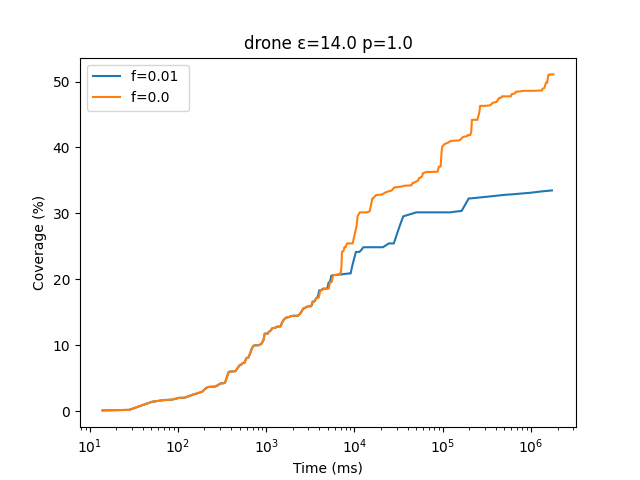 drone ε=14.0 p=1.0
f=0.01
f=0.0
Coverage (%)
50
40
30
20
10
0
10¹ 10² 10³ 10⁴ 10⁵ 10⁶
Time (ms)